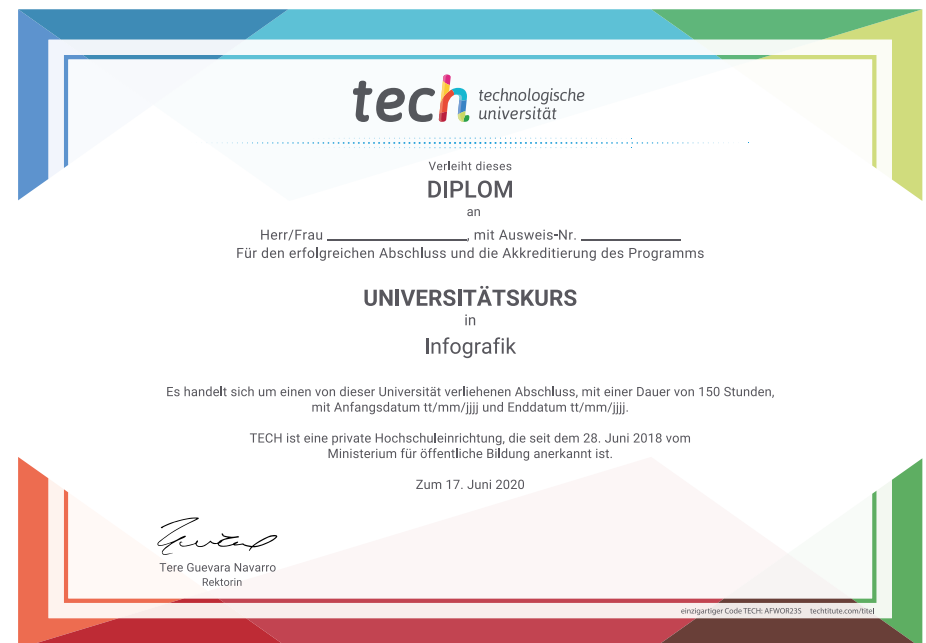 tech technologische
universität
Verleiht dieses
DIPLOM
an
Herr/Frau ____________, mit Ausweis-Nr. ____________
Für den erfolgreichen Abschluss und die Akkreditierung des Programms
UNIVERSITÄTSKURS
in
Infografik
Es handelt sich um einen von dieser Universität verliehenen Abschluss, mit einer Dauer von 150 Stunden,
mit Anfangsdatum tt/mm/jjjj und Enddatum tt/mm/jjjj.
TECH ist eine private Hochschuleinrichtung, die seit dem 28. Juni 2018 vom
Ministerium für öffentliche Bildung anerkannt ist.
Zum 17. Juni 2020
Tere Guevara Navarro
Rektorin
einzigartiger Code TECH: AFWOR235 techtitute.com/titel